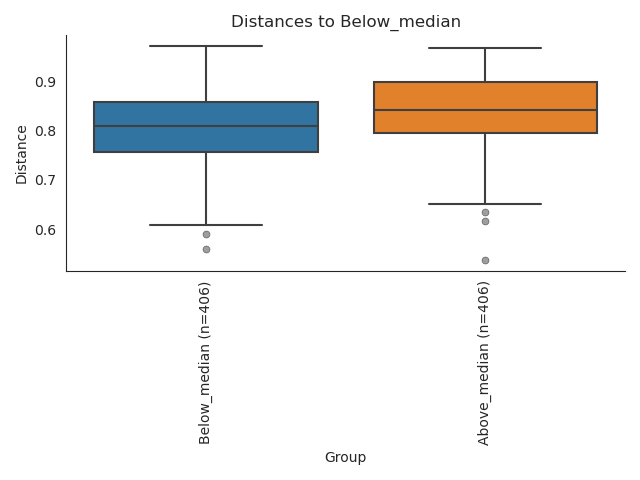 Distances to Below_median
Distance
0.9
0.8
0.7
0.6
Below_median (n=406)
Above_median (n=406)
Group